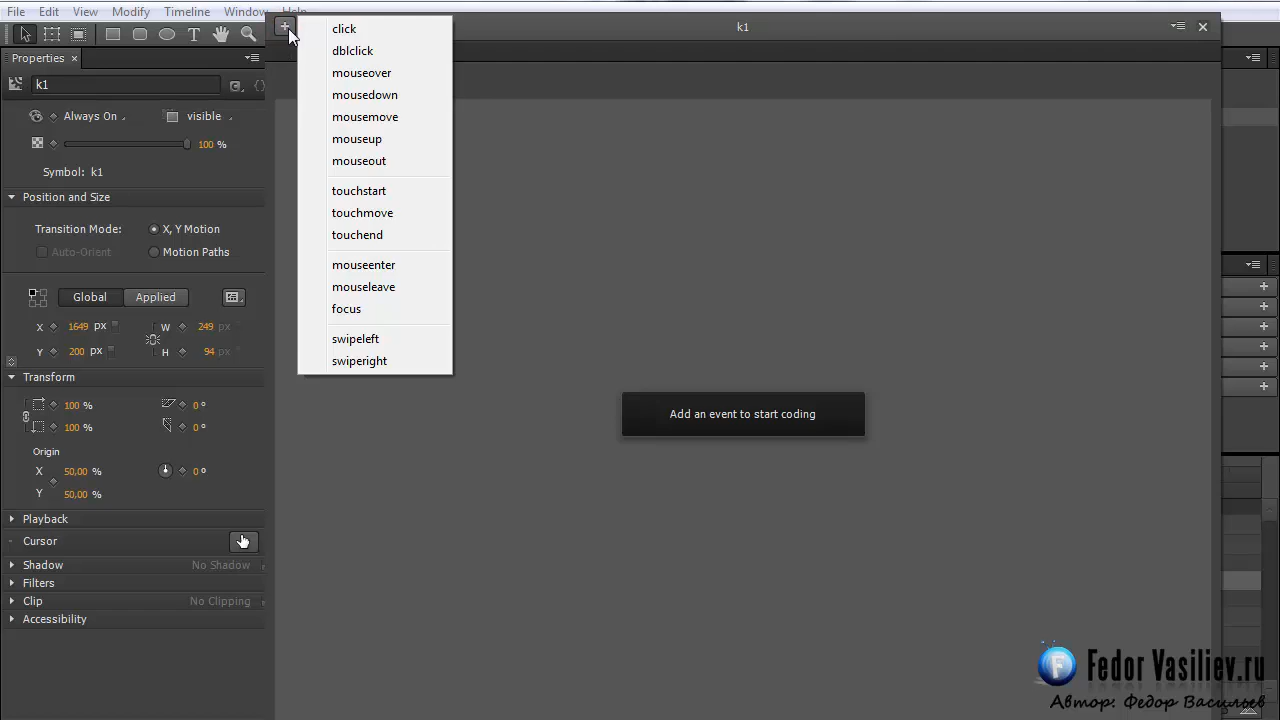 File Edit View Modify Timeline Window Help
Properties ×
k1
Always On
visible
100 %
Symbol: k1
Position and Size
Transition Mode: X, Y Motion
Auto-Orient Motion Paths
Global Applied
X 1649 px W 249 px
Y 200 px H 94 px
Transform
100 % 0 º
100 % 0 º
Origin
X 50,00 % 0 º
Y 50,00 %
Playback
Cursor
Shadow No Shadow
Filters
Clip No Clipping
Accessibility
k1
click
dblclick
mouseover
mousedown
mousemove
mouseup
mouseout
touchstart
touchmove
touchend
mouseenter
mouseleave
focus
swipeleft
swiperight
Add an event to start coding
Fedor Vasiliev.ru
Автор: Федор Васильев